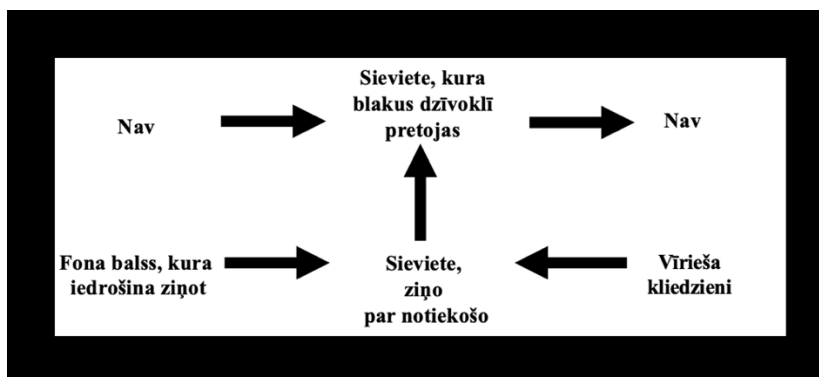 Nav
Sieviete, kura
blakus dzīvoklī
pretojas
Nav
Fona balss, kura
iedrošina ziņot
Sieviete,
ziņo
par notiekošo
Vīrieša
kliedzieni